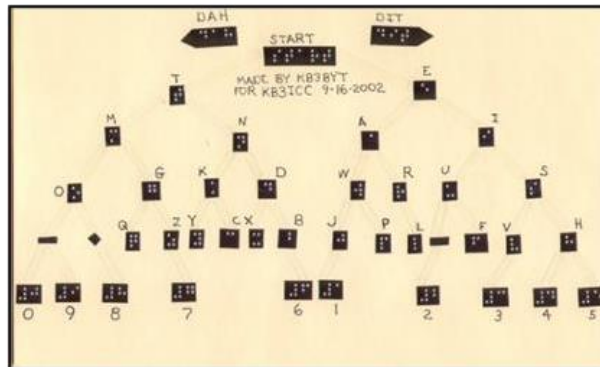 DAH DIT
START
MADE BY KB3BYT
FOR KB3ICC 9-16-2002
T E
M N A I
O G K D W R U S
Q Z Y C X B J P L F V H
0 9 8 7 6 1 2 3 4 5